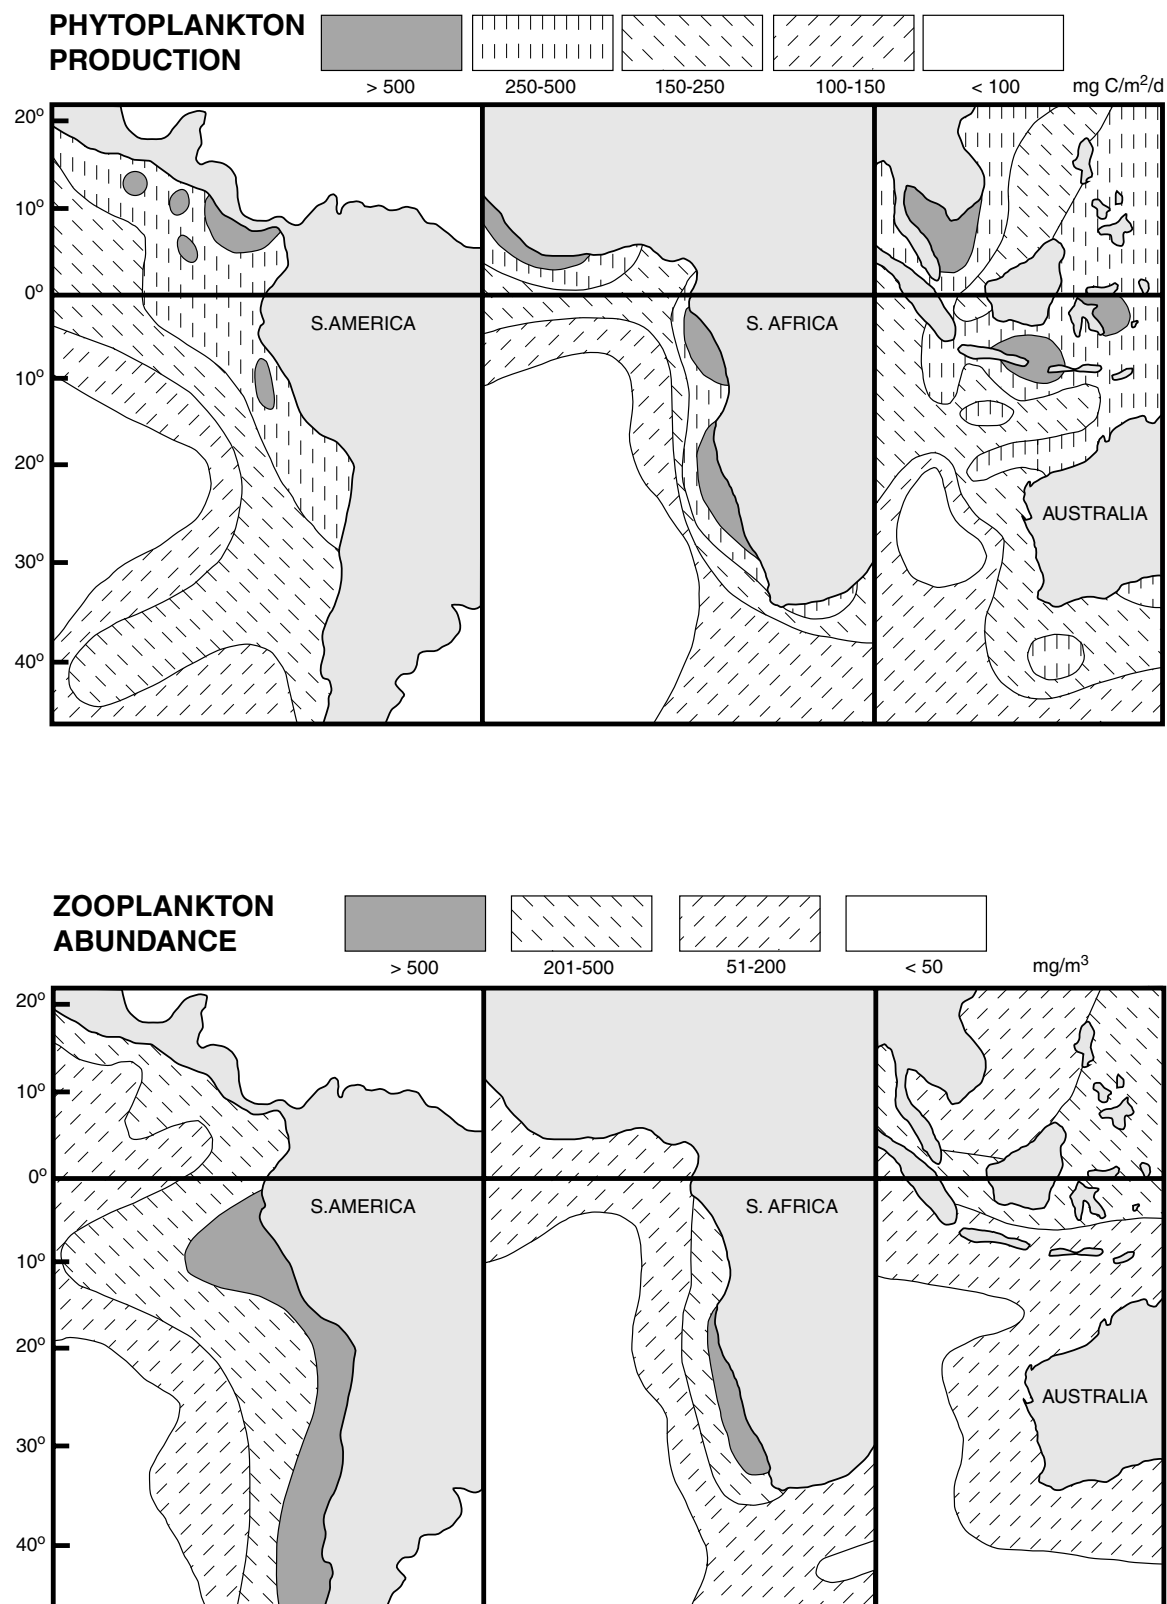 PHYTOPLANKTON
PRODUCTION
> 500 250-500 150-250 100-150 < 100 mg C/m²/d
20º
10º
0º
10º
20º
30º
40º
S.AMERICA
S. AFRICA
AUSTRALIA
ZOOPLANKTON
ABUNDANCE
> 500 201-500 51-200 < 50 mg/m³
20º
10º
0º
10º
20º
30º
40º
S.AMERICA
S. AFRICA
AUSTRALIA